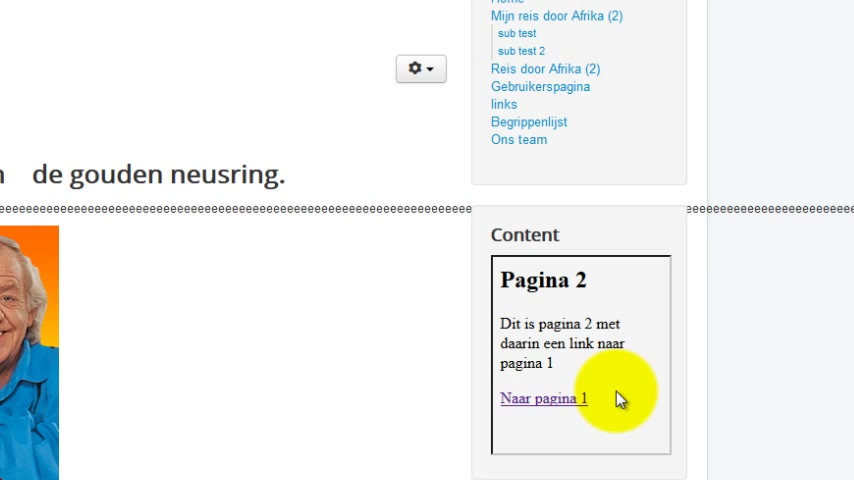 Mijn reis door Afrika (2)
sub test
sub test 2
Reis door Afrika (2)
Gebruikerspagina
links
Begrippenlijst
Ons team
de gouden neusring.
Content
Pagina 2
Dit is pagina 2 met
daarin een link naar
pagina 1
Naar pagina 1